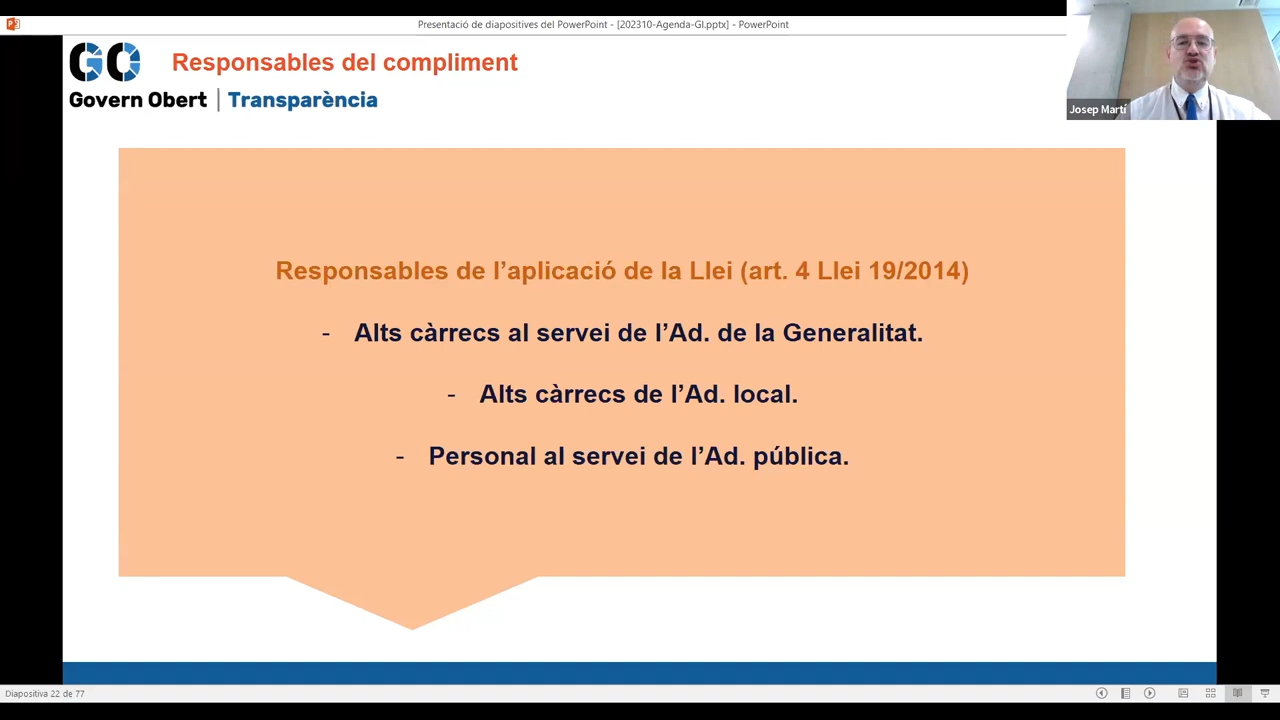 Presentació de diapositives del PowerPoint - [202310-Agenda-GI.pptx] - PowerPoint
GO
Responsables del compliment
Govern Obert | Transparència
Josep Martí
Responsables de l’aplicació de la Llei (art. 4 Llei 19/2014)
- Alts càrrecs al servei de l’Ad. de la Generalitat.
- Alts càrrecs de l’Ad. local.
- Personal al servei de l’Ad. pública.
Diapositiva 22 de 77